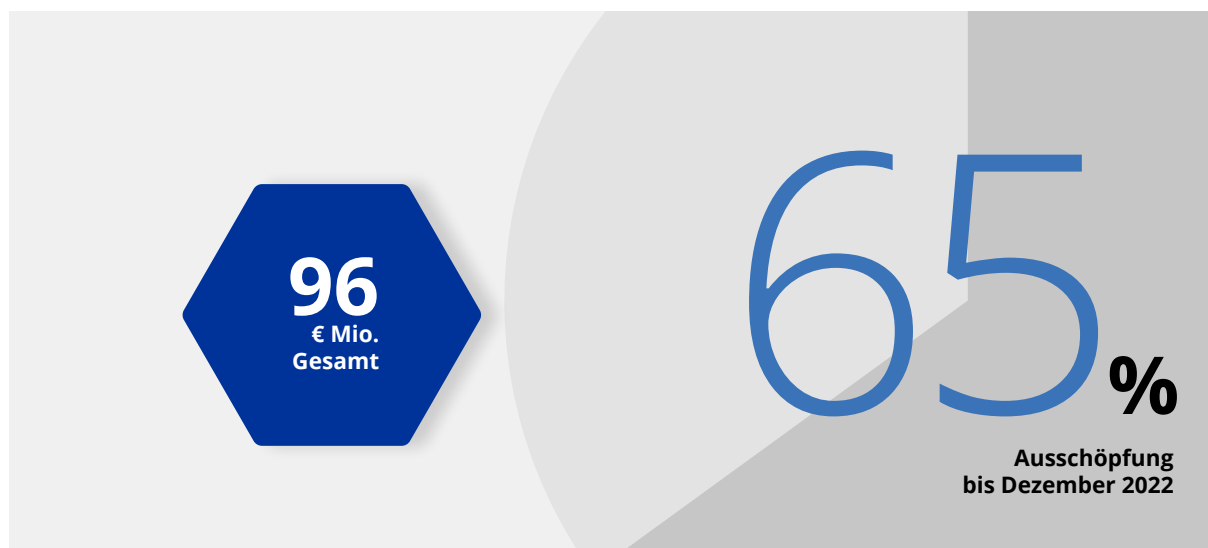 96
€ Mio.
Gesamt
65%
Ausschöpfung
bis Dezember 2022